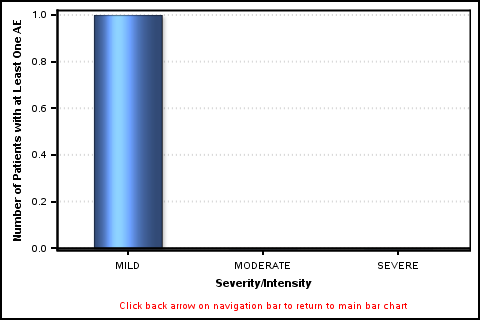 Number of Patients with at Least One AE
1.0
0.8
0.6
0.4
0.2
0.0
MILD MODERATE SEVERE
Severity/Intensity
Click back arrow on navigation bar to return to main bar chart